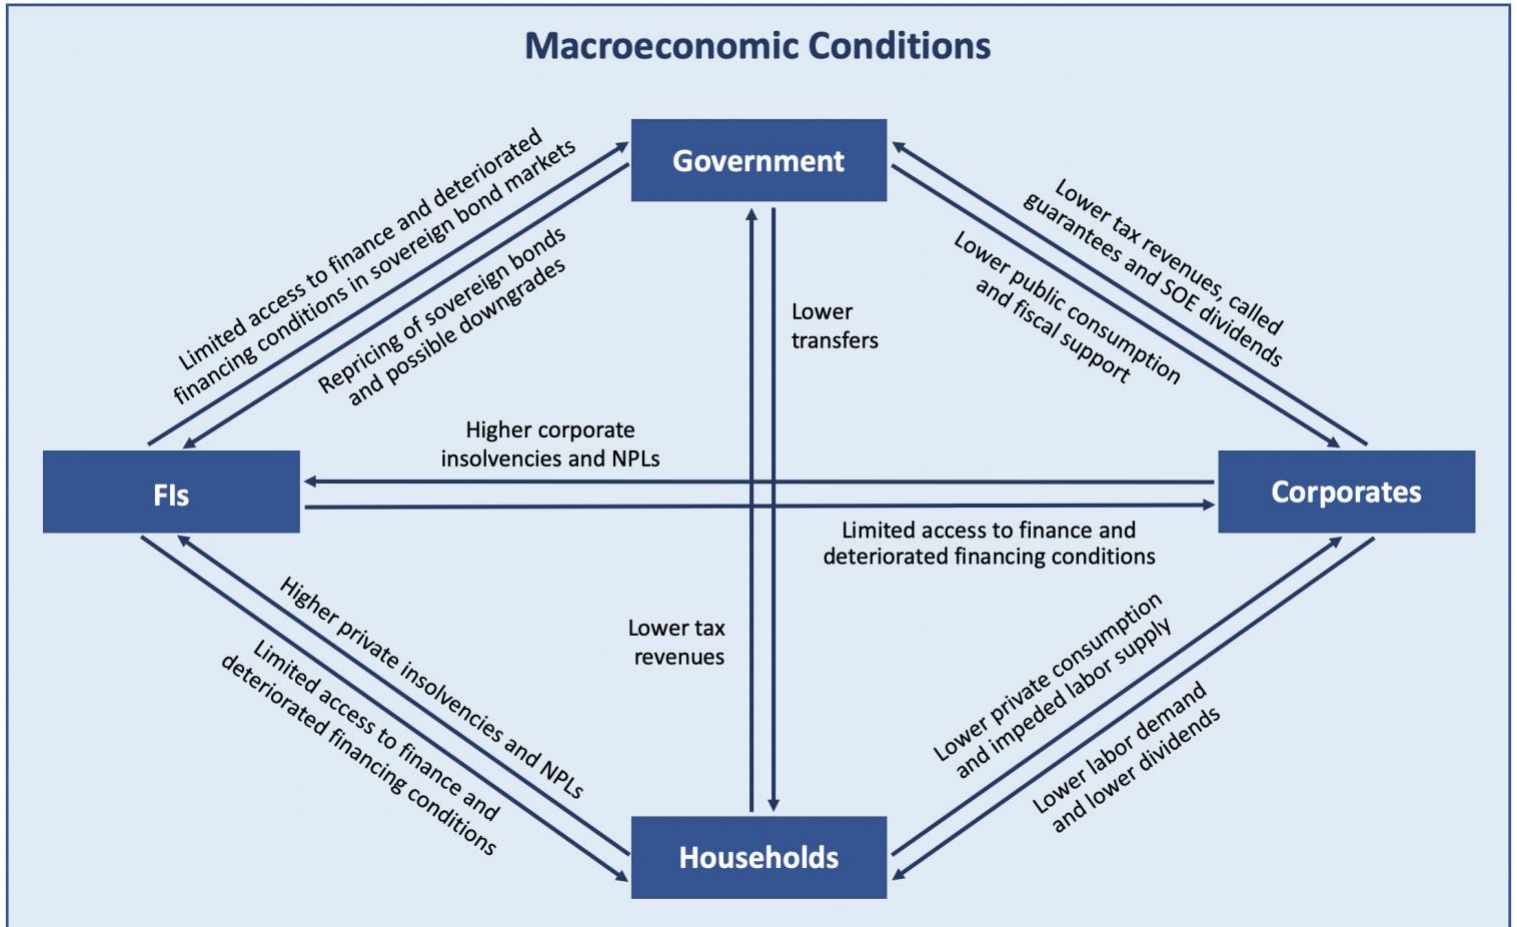 Macroeconomic Conditions
Government
Limited access to finance and deteriorated
financing conditions in sovereign bond markets
Repricing of sovereign bonds
and possible downgrades
Lower tax revenues, called
guarantees and SOE dividends
Lower public consumption
and fiscal support
Lower
transfers
Higher corporate
insolvencies and NPLs
FIs
Corporates
Limited access to finance and
deteriorated financing conditions
Higher private insolvencies and NPLs
Limited access to finance and
deteriorated financing conditions
Lower tax
revenues
Lower private consumption
and impeded labor supply
Lower labor demand
and lower dividends
Households